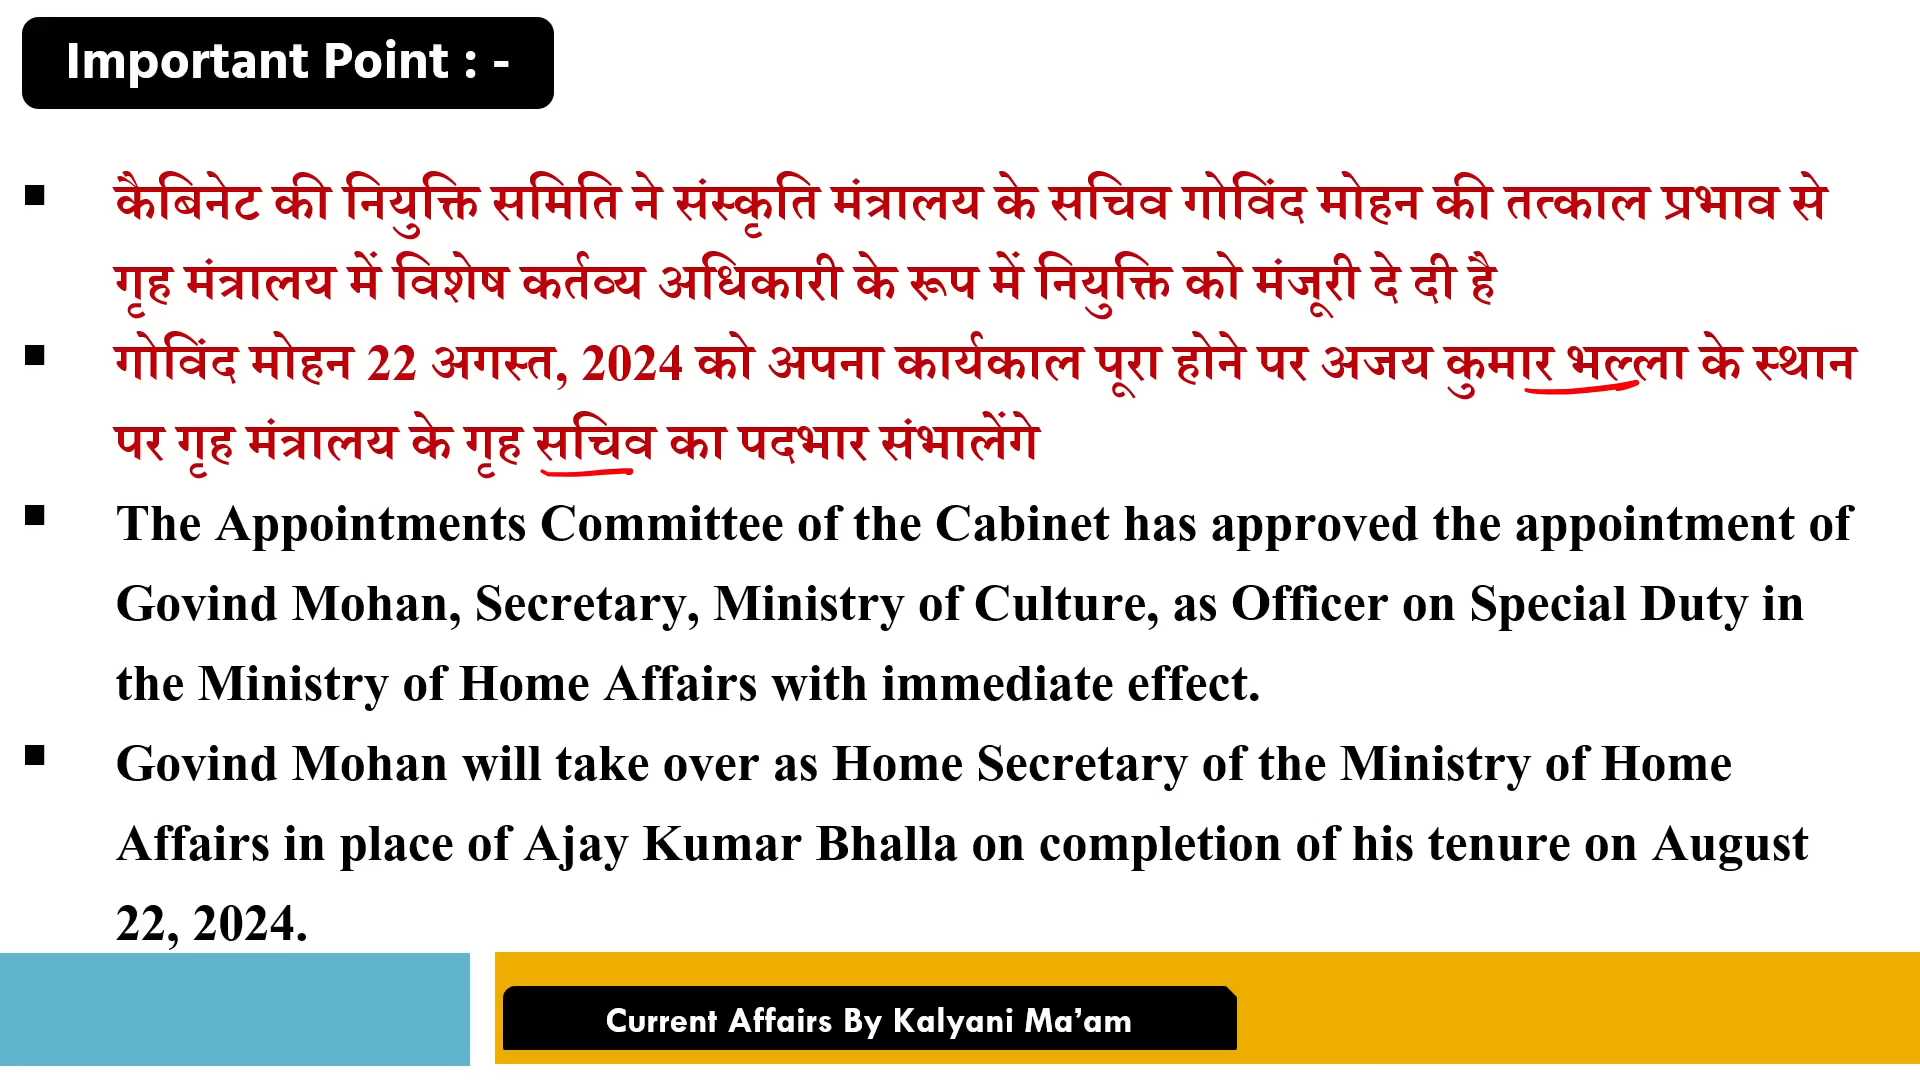 Important Point : -
▪ कैबिनेट की नियुक्ति समिति ने संस्कृति मंत्रालय के सचिव गोविंद मोहन की तत्काल प्रभाव से
गृह मंत्रालय में विशेष कर्तव्य अधिकारी के रूप में नियुक्ति को मंजूरी दे दी है
▪ गोविंद मोहन 22 अगस्त, 2024 को अपना कार्यकाल पूरा होने पर अजय कुमार भल्ला के स्थान
पर गृह मंत्रालय के गृह सचिव का पदभार संभालेंगे
▪ The Appointments Committee of the Cabinet has approved the appointment of
Govind Mohan, Secretary, Ministry of Culture, as Officer on Special Duty in
the Ministry of Home Affairs with immediate effect.
▪ Govind Mohan will take over as Home Secretary of the Ministry of Home
Affairs in place of Ajay Kumar Bhalla on completion of his tenure on August
22, 2024.
Current Affairs By Kalyani Ma’am